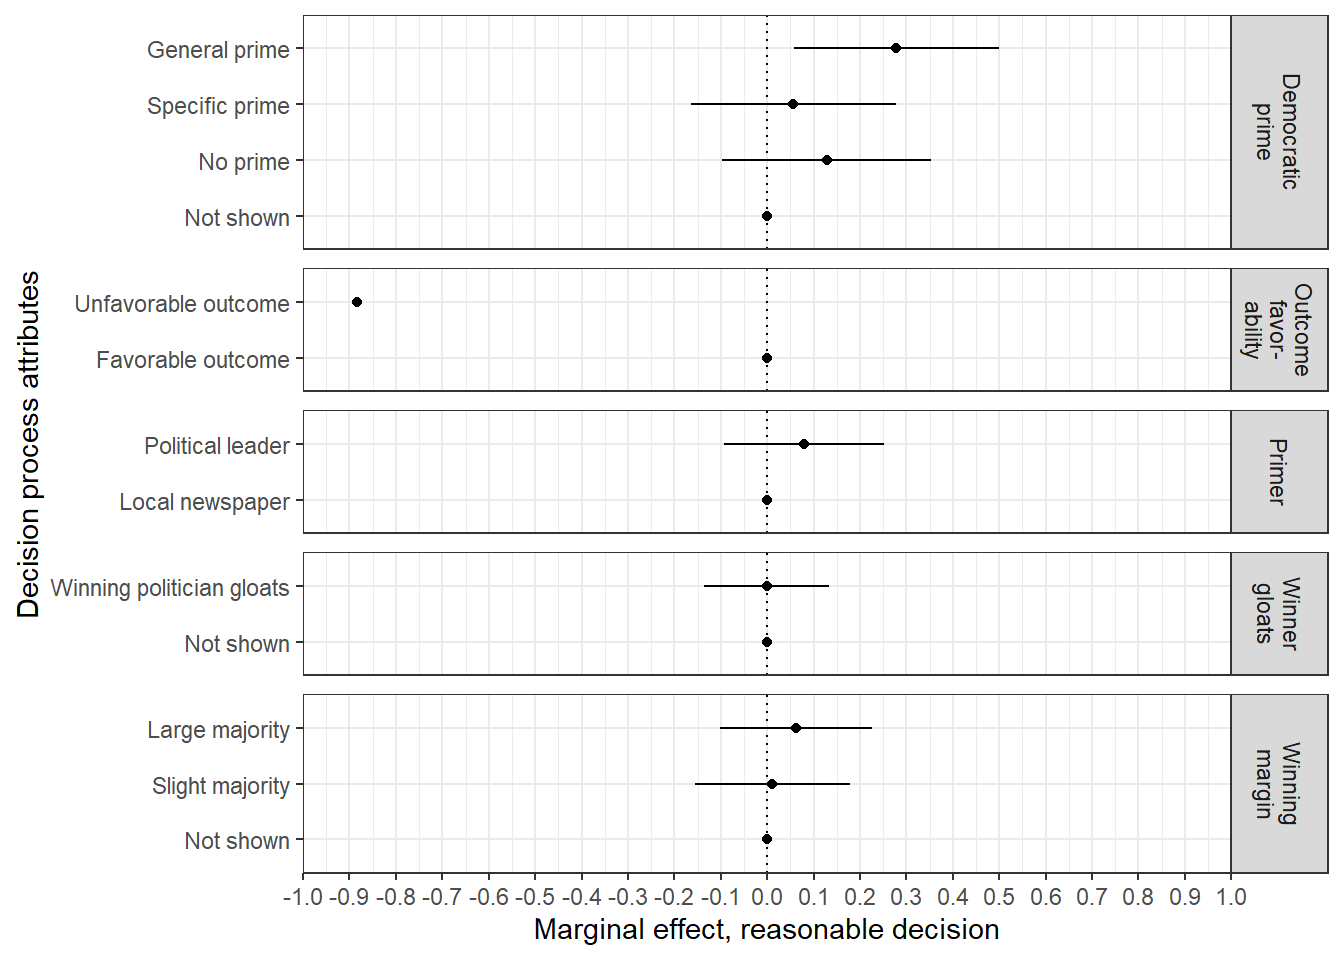 General prime
Specific prime
No prime
Not shown
Democratic
prime
Unfavorable outcome
Favorable outcome
Outcome
favor-
ability
Political leader
Local newspaper
Primer
Winning politician gloats
Not shown
Winner
gloats
Large majority
Slight majority
Not shown
Winning
margin
Decision process attributes
-1.0 -0.9 -0.8 -0.7 -0.6 -0.5 -0.4 -0.3 -0.2 -0.1 0.0 0.1 0.2 0.3 0.4 0.5 0.6 0.7 0.8 0.9 1.0
Marginal effect, reasonable decision